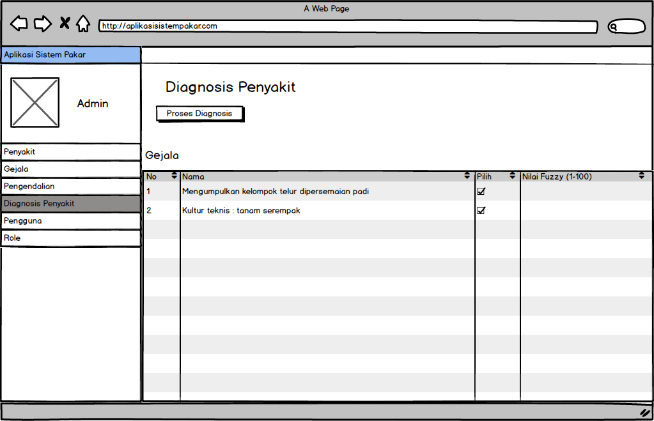 A Web Page
http://aplikasisistempakar.com
Aplikasi Sistem Pakar
Admin
Penyakit
Gejala
Pengendalian
Diagnosis Penyakit
Pengguna
Role
Diagnosis Penyakit
Proses Diagnosis
Gejala
No Nama Pilih Nilai Fuzzy (1-100)
1 Mengumpulkan kelompok telur dipersemaian padi
2 Kultur teknis : tanam serempak